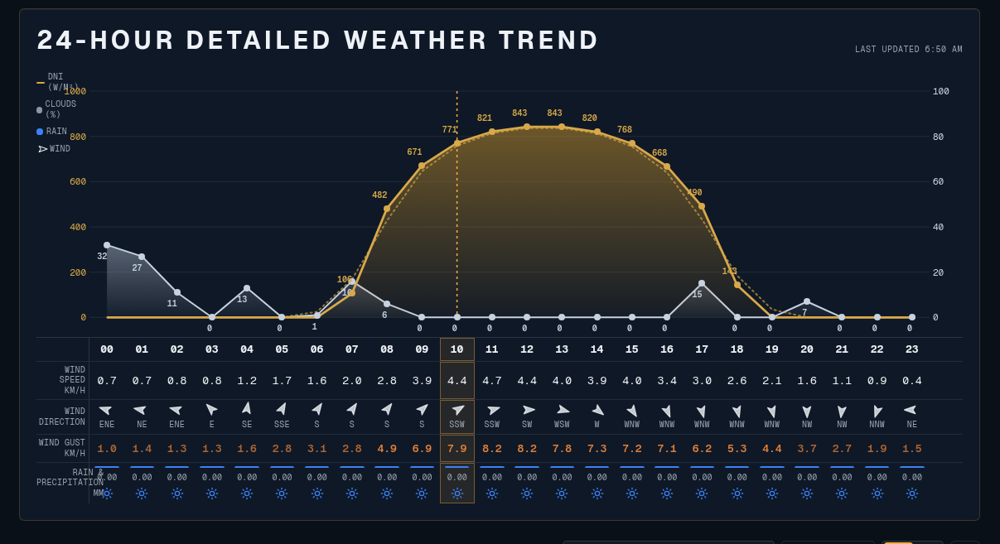 24-HOUR DETAILED WEATHER TREND
LAST UPDATED 6:50 AM
DNI
(W/M²)
CLOUDS
(%)
RAIN
WIND
1000
800
600
400
200
0
100
80
60
40
20
0
106
482
671
771
821
843
843
820
768
668
490
143
32
27
11
0
13
0
1
16
6
0
0
0
0
0
0
0
0
15
0
0
7
0
0
0
00 01 02 03 04 05 06 07 08 09 10 11 12 13 14 15 16 17 18 19 20 21 22 23
WIND
SPEED
KM/H
0.7 0.7 0.8 0.8 1.2 1.7 1.6 2.0 2.8 3.9 4.4 4.7 4.4 4.0 3.9 4.0 3.4 3.0 2.6 2.1 1.6 1.1 0.9 0.4
WIND
DIRECTION
ENE NE ENE E SE SSE S S S S SSW SSW SW WSW W WNW WNW WNW WNW WNW NW NW NNW NE
WIND GUST
KM/H
1.0 1.4 1.3 1.3 1.6 2.8 3.1 2.8 4.9 6.9 7.9 8.2 8.2 7.8 7.3 7.2 7.1 6.2 5.3 4.4 3.7 2.7 1.9 1.5
RAIN &
PRECIPITATION
MM
0.00 0.00 0.00 0.00 0.00 0.00 0.00 0.00 0.00 0.00 0.00 0.00 0.00 0.00 0.00 0.00 0.00 0.00 0.00 0.00 0.00 0.00 0.00 0.00